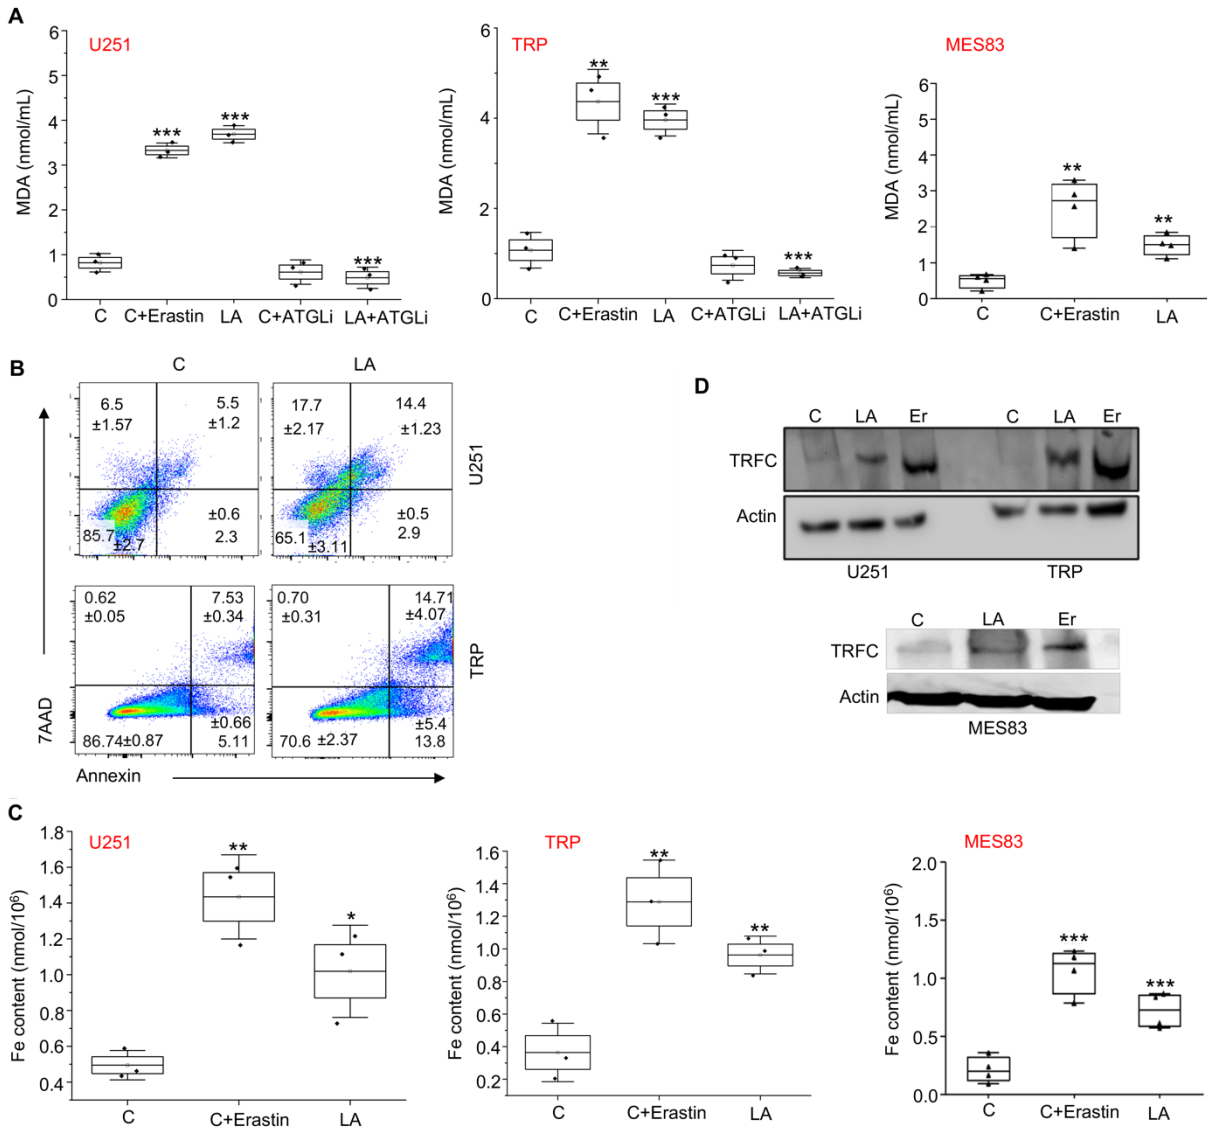 A
U251
MDA (nmol/mL)
6
5
4
3
2
1
0
C
C+Erastin
LA
C+ATGLi
LA+ATGLi
***
***
***
TRP
MDA (nmol/mL)
6
4
2
0
C
C+Erastin
LA
C+ATGLi
LA+ATGLi
**
***
***
MES83
MDA (nmol/mL)
6
5
4
3
2
1
0
C
C+Erastin
LA
**
**
B
C
LA
6.5
±1.57
5.5
±1.2
85.7
±2.7
±0.6
2.3
17.7
±2.17
14.4
±1.23
65.1
±3.11
±0.5
2.9
U251
0.62
±0.05
7.53
±0.34
86.74±0.87
±0.66
5.11
0.70
±0.31
14.71
±4.07
70.6 ±2.37
±5.4
13.8
TRP
7AAD
Annexin
D
C LA Er C LA Er
TRFC
Actin
U251 TRP
C LA Er
TRFC
Actin
MES83
C
U251
Fe content (nmol/10⁶)
1.8
1.6
1.4
1.2
1.0
0.8
0.6
0.4
C
C+Erastin
LA
**
*
TRP
Fe content (nmol/10⁶)
1.6
1.4
1.2
1.0
0.8
0.6
0.4
0.2
C
C+Erastin
LA
**
**
MES83
Fe content (nmol/10⁶)
2.0
1.5
1.0
0.5
0.0
C
C+Erastin
LA
***
***